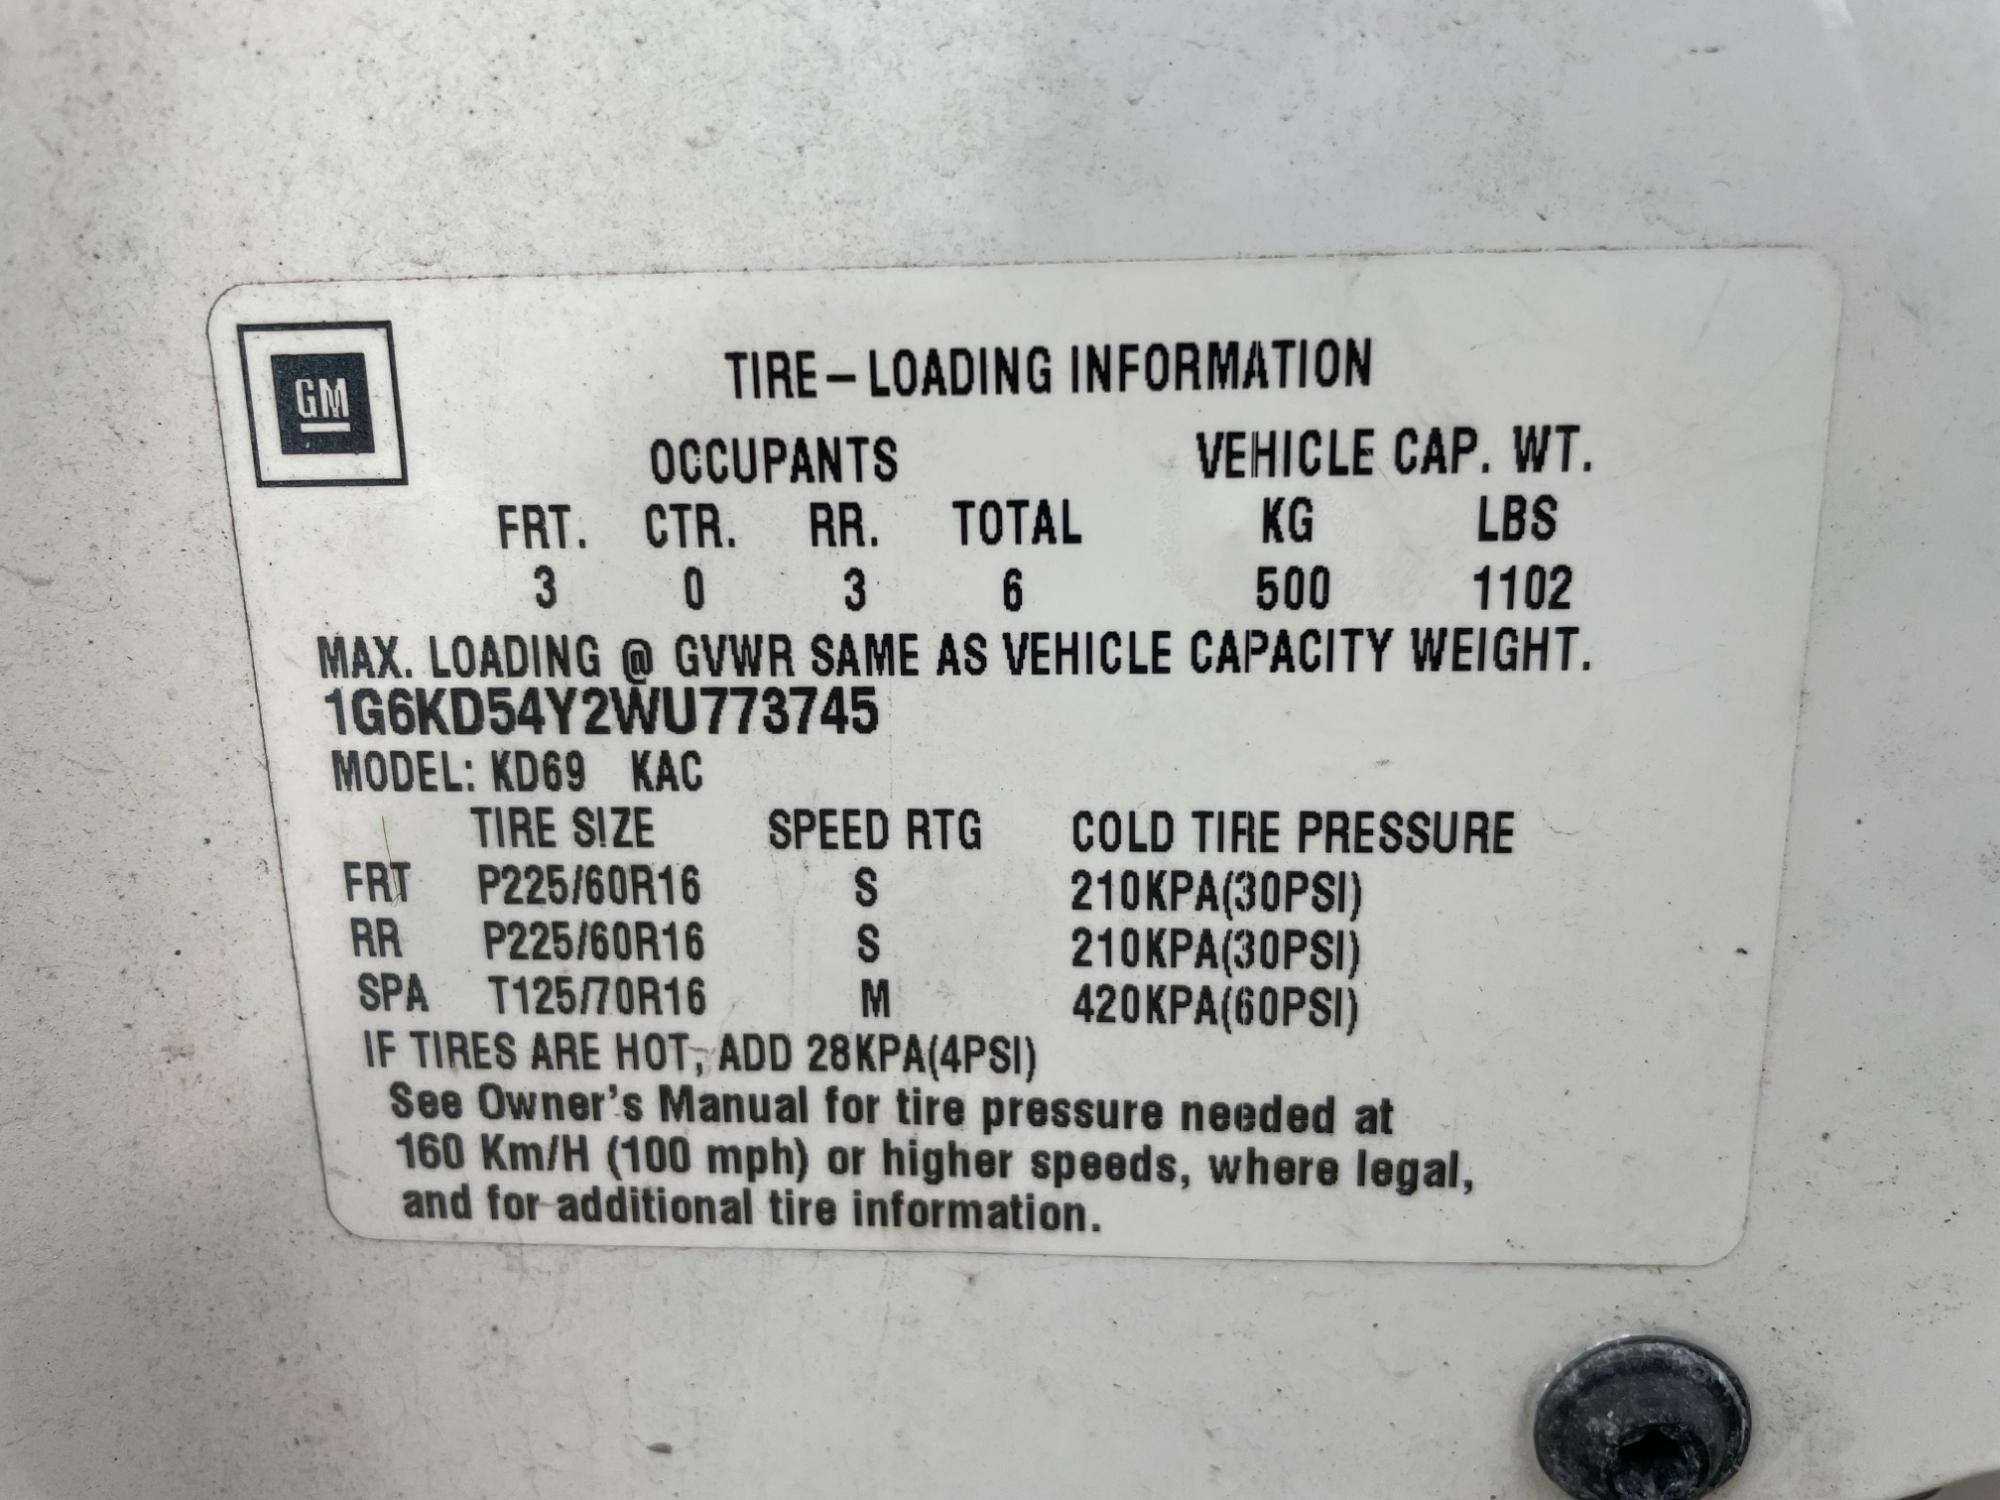 GM
TIRE – LOADING INFORMATION
OCCUPANTS VEHICLE CAP. WT.
FRT. CTR. RR. TOTAL KG LBS
3 0 3 6 500 1102
MAX. LOADING @ GVWR SAME AS VEHICLE CAPACITY WEIGHT.
1G6KD54Y2WU773745
MODEL: KD69 KAC
TIRE SIZE SPEED RTG COLD TIRE PRESSURE
FRT P225/60R16 S 210KPA(30PSI)
RR P225/60R16 S 210KPA(30PSI)
SPA T125/70R16 M 420KPA(60PSI)
IF TIRES ARE HOT, ADD 28KPA(4PSI)
See Owner's Manual for tire pressure needed at
160 Km/H (100 mph) or higher speeds, where legal,
and for additional tire information.